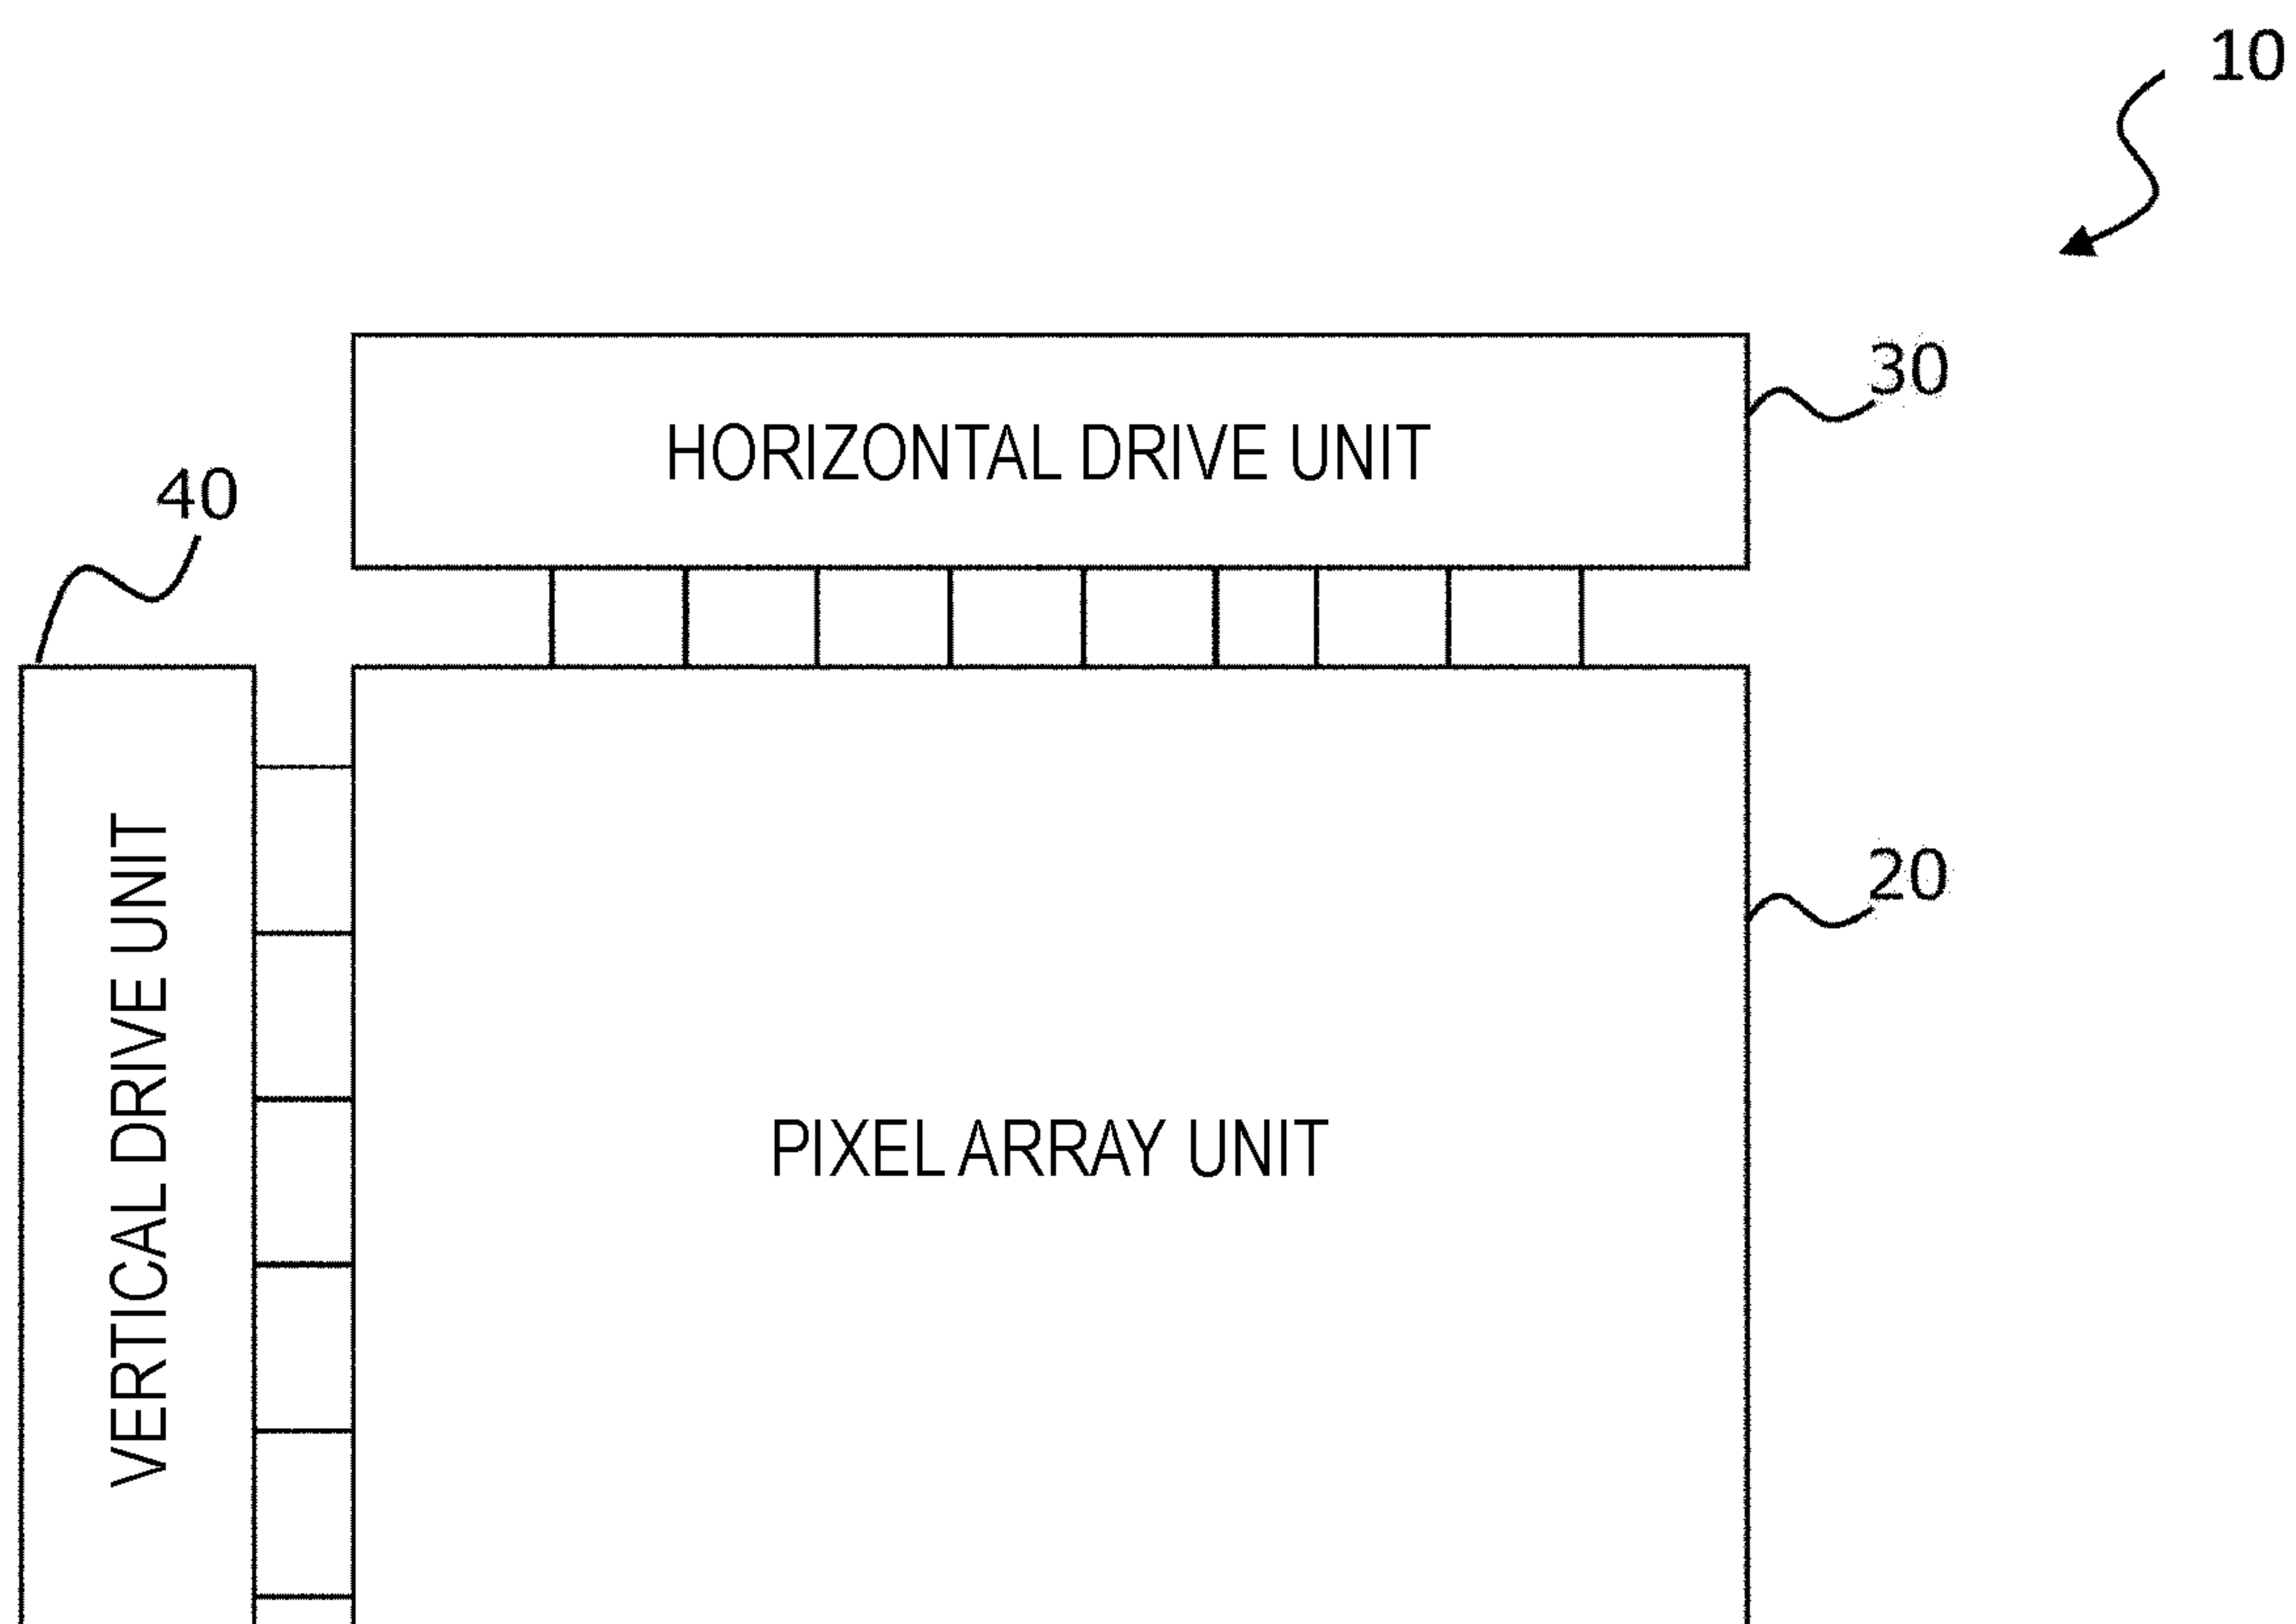 10
30
HORIZONTAL DRIVE UNIT
40
20
VERTICAL DRIVE UNIT
PIXEL ARRAY UNIT